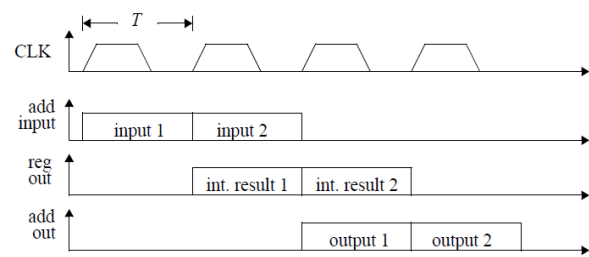 T
CLK
add
input
input 1 input 2
reg
out
int. result 1 int. result 2
add
out
output 1 output 2